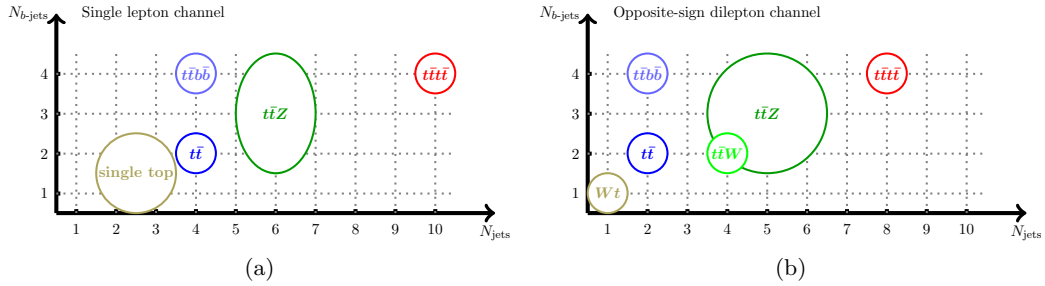 N_{b-jets} Single lepton channel
4 tt̄bb̄ tt̄tt̄
3 tt̄Z
2 tt̄
single top
1
1 2 3 4 5 6 7 8 9 10 N_{jets}
(a)
N_{b-jets} Opposite-sign dilepton channel
4 tt̄bb̄ tt̄tt̄
3 tt̄Z
2 tt̄ tt̄W
1 Wt
1 2 3 4 5 6 7 8 9 10 N_{jets}
(b)